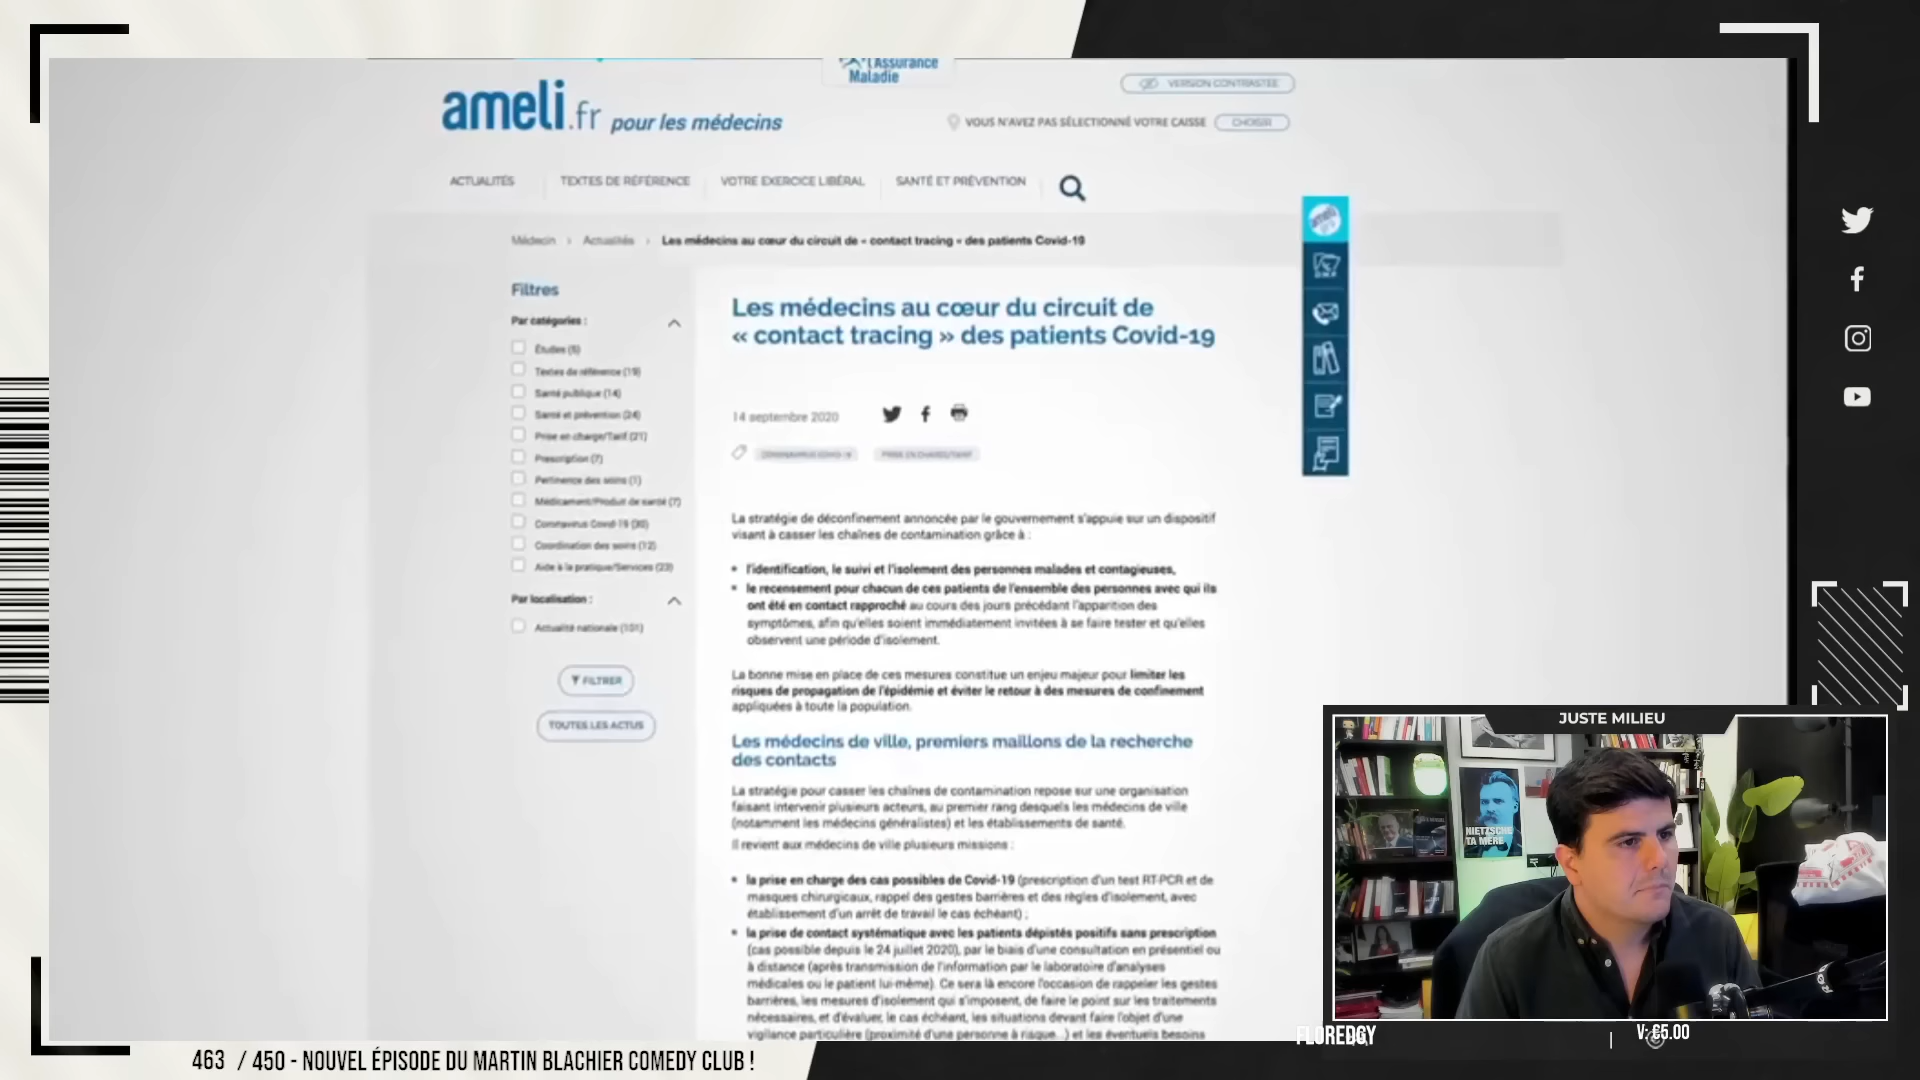 l'Assurance
Maladie
ameli.fr pour les médecins
VERSION CONTRASTÉE
VOUS N'AVEZ PAS SÉLECTIONNÉ VOTRE CAISSE CHOISIR
ACTUALITÉS TEXTES DE RÉFÉRENCE VOTRE EXERCICE LIBÉRAL SANTÉ ET PRÉVENTION
Médecin > Actualités > Les médecins au cœur du circuit de « contact tracing » des patients Covid-19
Filtres
Par catégories :
Études (5)
Textes de référence (19)
Santé publique (14)
Santé et prévention (24)
Prise en charge/Tarif (21)
Prescription (7)
Pertinence des soins (1)
Médicament/Produit de santé (7)
Coronavirus Covid-19 (30)
Coordination des soins (12)
Aide à la pratique/Services (23)
Par localisation :
Actualité nationale (101)
FILTRER
TOUTES LES ACTUS
Les médecins au cœur du circuit de
« contact tracing » des patients Covid-19
14 septembre 2020
CORONAVIRUS COVID-19 PRISE EN CHARGE/TARIF
La stratégie de déconfinement annoncée par le gouvernement s'appuie sur un dispositif
visant à casser les chaînes de contamination grâce à :
• l'identification, le suivi et l'isolement des personnes malades et contagieuses,
• le recensement pour chacun de ces patients de l'ensemble des personnes avec qui ils
ont été en contact rapproché au cours des jours précédant l'apparition des
symptômes, afin qu'elles soient immédiatement invitées à se faire tester et qu'elles
observent une période d'isolement.
La bonne mise en place de ces mesures constitue un enjeu majeur pour limiter les
risques de propagation de l'épidémie et éviter le retour à des mesures de confinement
appliquées à toute la population.
Les médecins de ville, premiers maillons de la recherche
des contacts
La stratégie pour casser les chaînes de contamination repose sur une organisation
faisant intervenir plusieurs acteurs, au premier rang desquels les médecins de ville
(notamment les médecins généralistes) et les établissements de santé.
Il revient aux médecins de ville plusieurs missions :
• la prise en charge des cas possibles de Covid-19 (prescription d'un test RT-PCR et de
masques chirurgicaux, rappel des gestes barrières et des règles d'isolement, avec
établissement d'un arrêt de travail le cas échéant) ;
• la prise de contact systématique avec les patients dépistés positifs sans prescription
(cas possible depuis le 24 juillet 2020), par le biais d'une consultation en présentiel ou
à distance (après transmission de l'information par le laboratoire d'analyses
médicales ou le patient lui-même). Ce sera là encore l'occasion de rappeler les gestes
barrières, les mesures d'isolement qui s'imposent, de faire le point sur les traitements
nécessaires, et d'évaluer, le cas échéant, les situations devant faire l'objet d'une
vigilance particulière (proximité d'une personne à risque...) et les éventuels besoins
JUSTE MILIEU
NIETZSCHE
TA MÈRE
463 / 450 - NOUVEL ÉPISODE DU MARTIN BLACHIER COMEDY CLUB !
V: €5.00